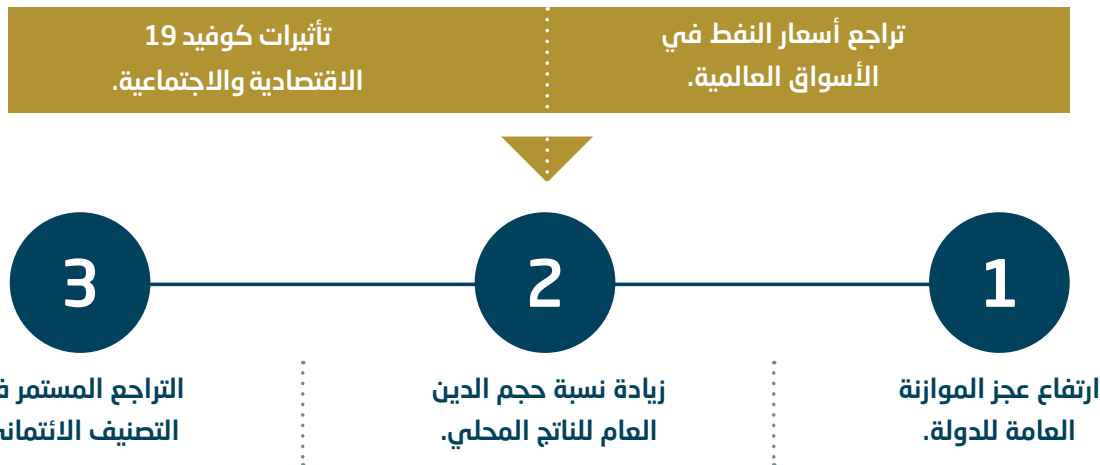 تراجع أسعار النفط في
الأسواق العالمية.
تأثيرات كوفيد 19
الاقتصادية والاجتماعية.
1
ارتفاع عجز الموازنة
العامة للدولة.
2
زيادة نسبة حجم الدين
العام للناتج المحلي.
3
التراجع المستمر
التصنيف